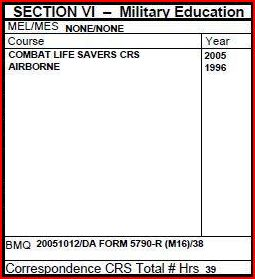 SECTION VI – Military Education
MEL/MES NONE/NONE
Course Year
COMBAT LIFE SAVERS CRS 2005
AIRBORNE 1996
BMQ 20051012/DA FORM 5790-R (M16)/38
Correspondence CRS Total # Hrs 39